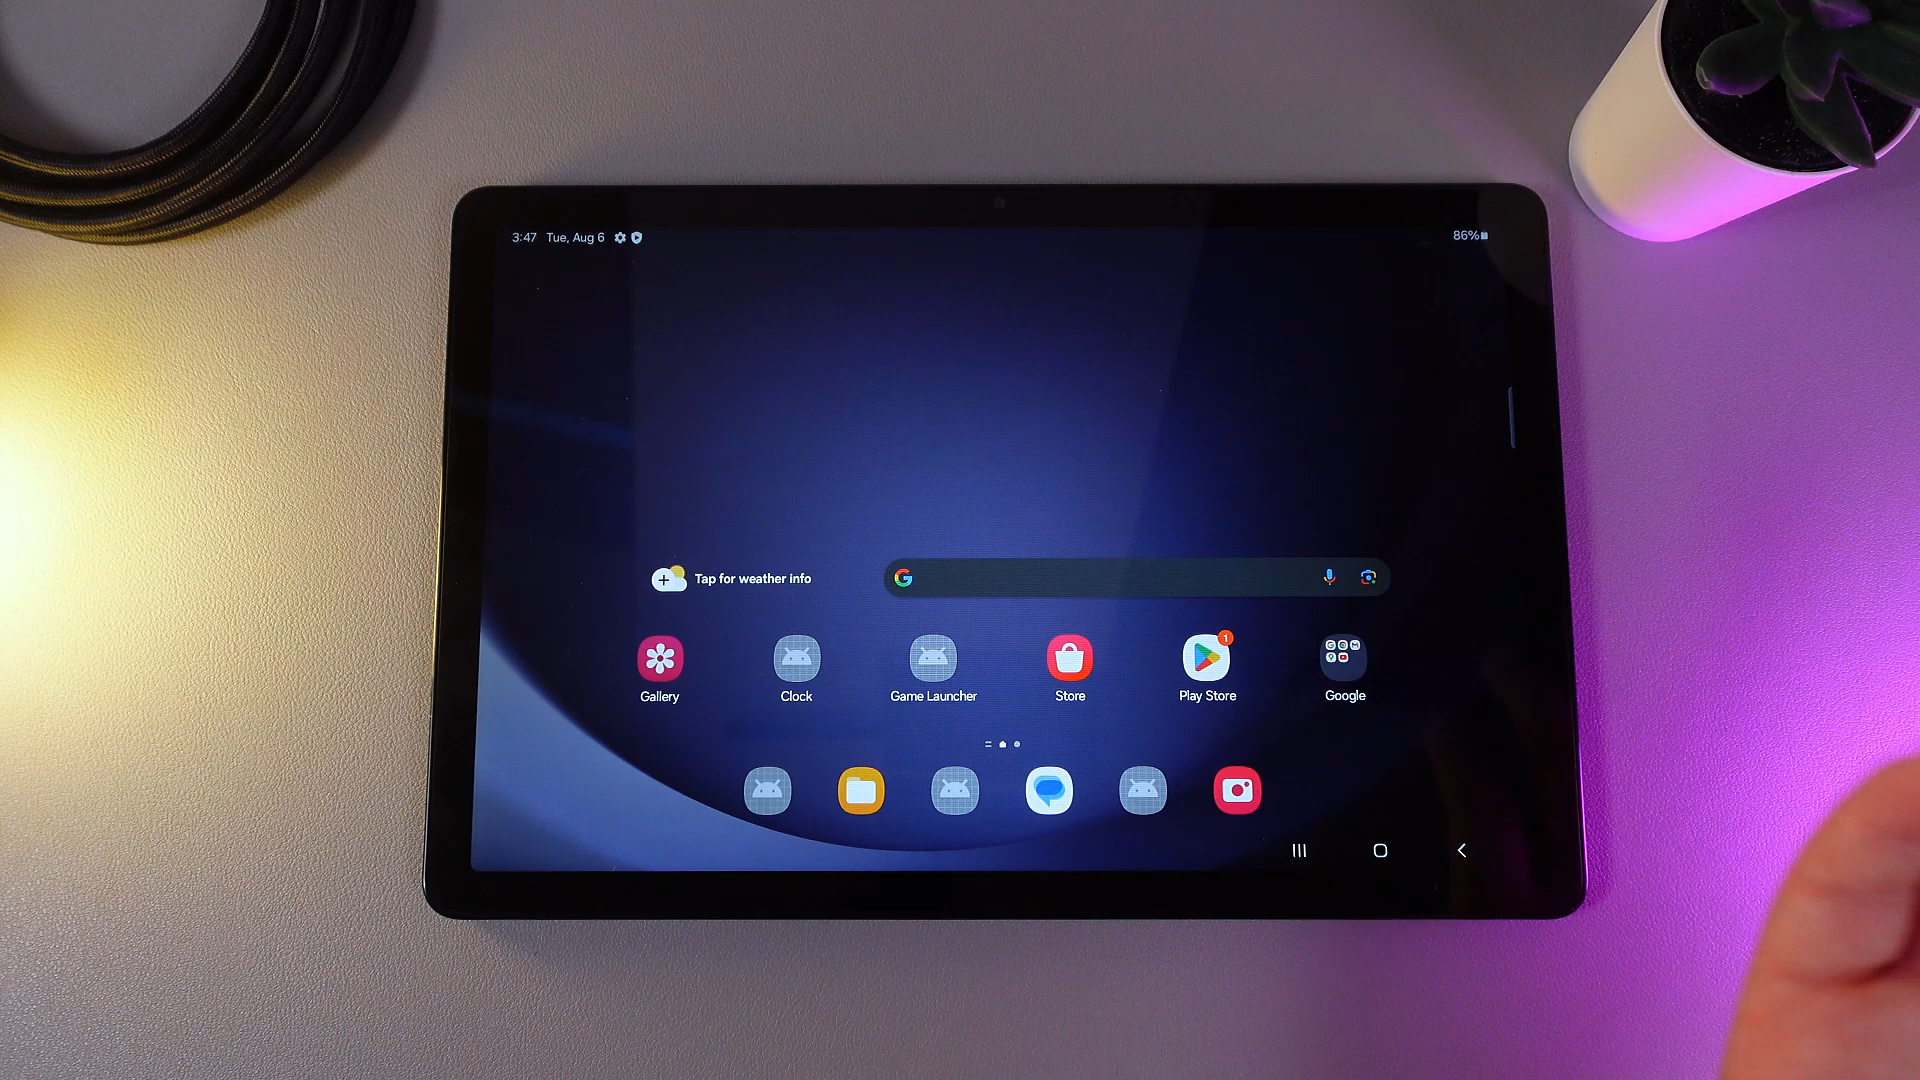 3:47 Tue, Aug 6
86%
Tap for weather info
G
1
Gallery
Clock
Game Launcher
Store
Play Store
Google